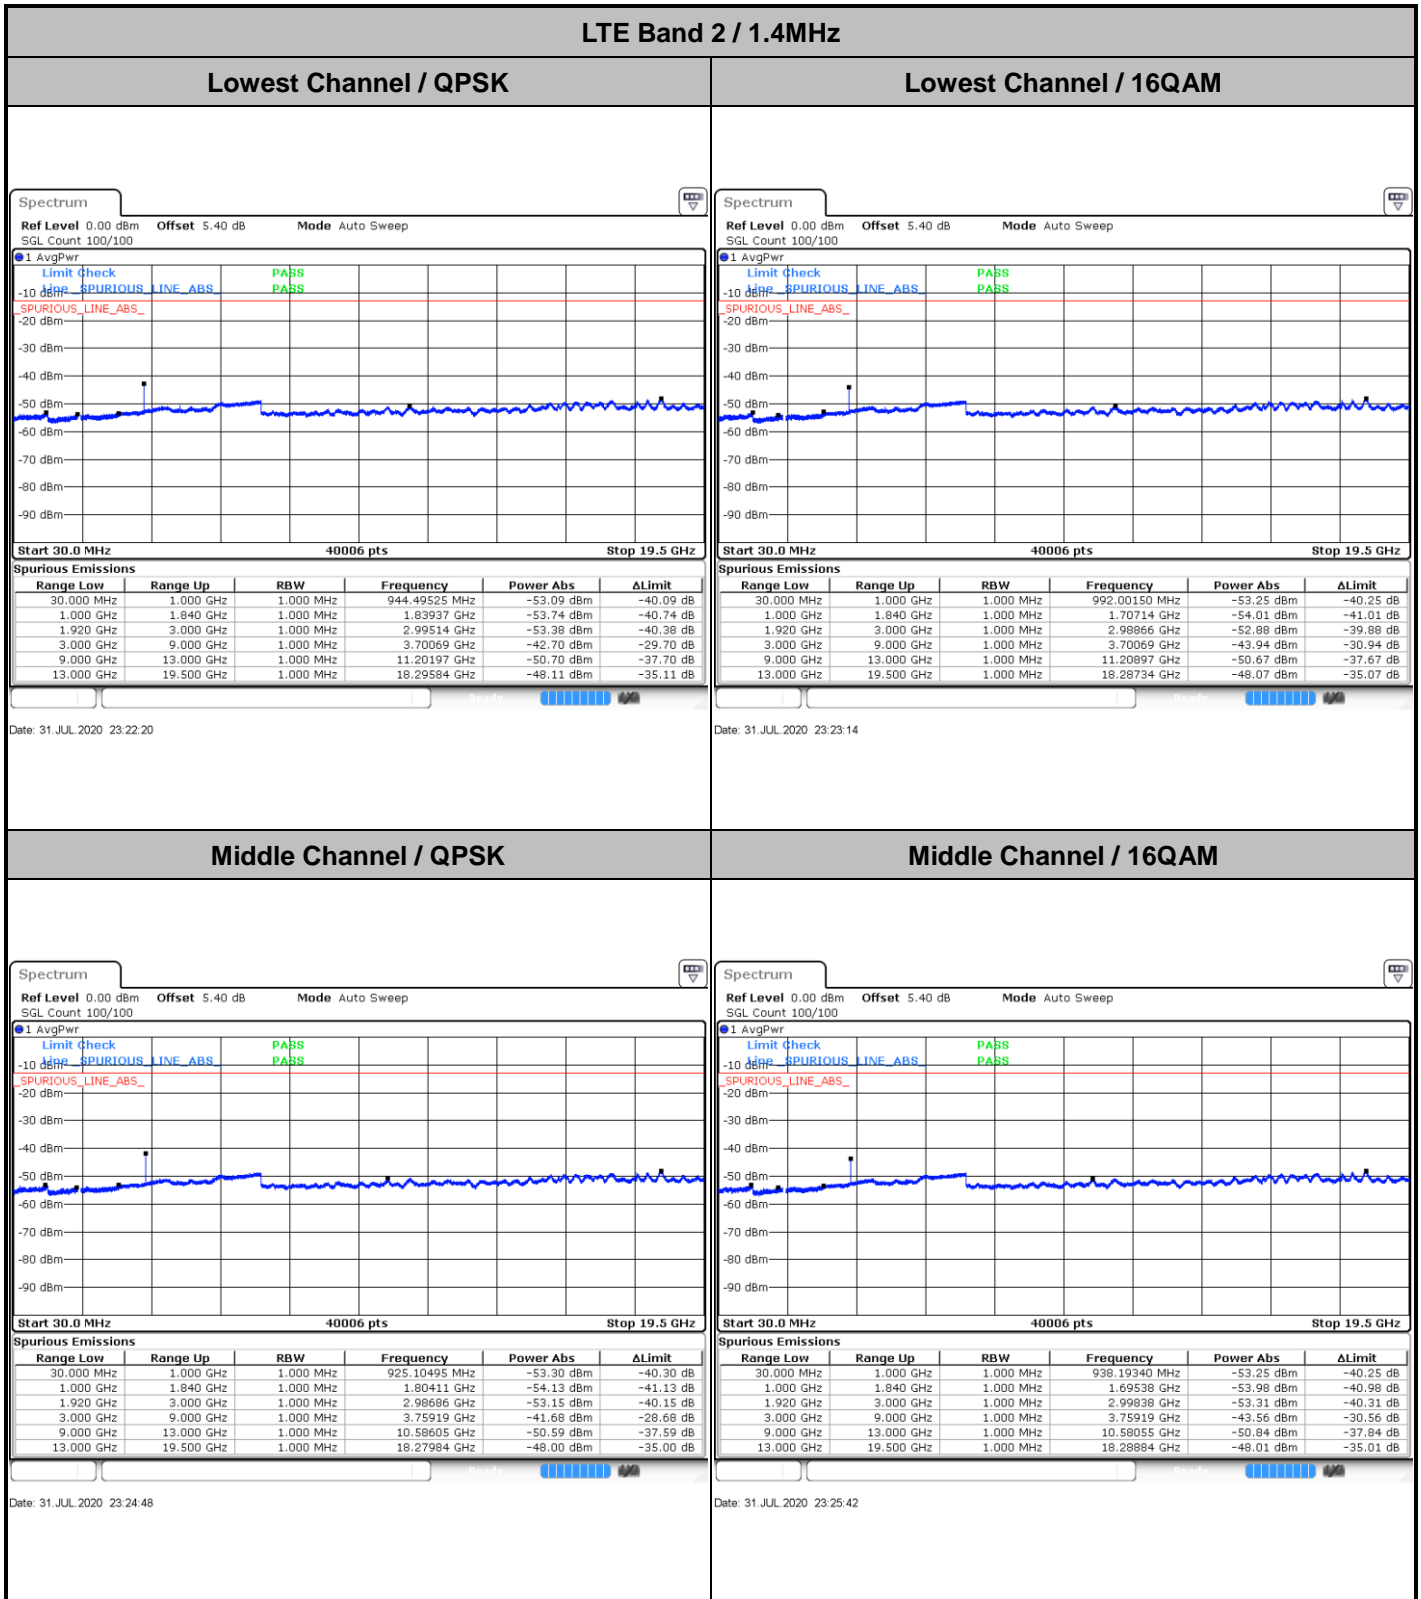 LTE Band 2 / 1.4MHz
Lowest Channel / QPSK
Lowest Channel / 16QAM
Spectrum
Ref Level 0.00 dBm Offset 5.40 dB Mode Auto Sweep
SGL Count 100/100
1 AvgPwr
Limit Check PASS
Line _SPURIOUS_LINE_ABS_ PASS
-10 dBm
_SPURIOUS_LINE_ABS_
-20 dBm
-30 dBm
-40 dBm
-50 dBm
-60 dBm
-70 dBm
-80 dBm
-90 dBm
Start 30.0 MHz 40006 pts Stop 19.5 GHz
Spurious Emissions
Range Low Range Up RBW Frequency Power Abs ΔLimit
30.000 MHz 1.000 GHz 1.000 MHz 944.49525 MHz -53.09 dBm -40.09 dB
1.000 GHz 1.840 GHz 1.000 MHz 1.83937 GHz -53.74 dBm -40.74 dB
1.920 GHz 3.000 GHz 1.000 MHz 2.99514 GHz -53.38 dBm -40.38 dB
3.000 GHz 9.000 GHz 1.000 MHz 3.70069 GHz -42.70 dBm -29.70 dB
9.000 GHz 13.000 GHz 1.000 MHz 11.20197 GHz -50.70 dBm -37.70 dB
13.000 GHz 19.500 GHz 1.000 MHz 18.29584 GHz -48.11 dBm -35.11 dB
Ready
Date: 31.JUL.2020 23:22:20
Spectrum
Ref Level 0.00 dBm Offset 5.40 dB Mode Auto Sweep
SGL Count 100/100
1 AvgPwr
Limit Check PASS
Line _SPURIOUS_LINE_ABS_ PASS
-10 dBm
_SPURIOUS_LINE_ABS_
-20 dBm
-30 dBm
-40 dBm
-50 dBm
-60 dBm
-70 dBm
-80 dBm
-90 dBm
Start 30.0 MHz 40006 pts Stop 19.5 GHz
Spurious Emissions
Range Low Range Up RBW Frequency Power Abs ΔLimit
30.000 MHz 1.000 GHz 1.000 MHz 992.00150 MHz -53.25 dBm -40.25 dB
1.000 GHz 1.840 GHz 1.000 MHz 1.70714 GHz -54.01 dBm -41.01 dB
1.920 GHz 3.000 GHz 1.000 MHz 2.98866 GHz -52.88 dBm -39.88 dB
3.000 GHz 9.000 GHz 1.000 MHz 3.70069 GHz -43.94 dBm -30.94 dB
9.000 GHz 13.000 GHz 1.000 MHz 11.20897 GHz -50.67 dBm -37.67 dB
13.000 GHz 19.500 GHz 1.000 MHz 18.28734 GHz -48.07 dBm -35.07 dB
Ready
Date: 31.JUL.2020 23:23:14
Middle Channel / QPSK
Middle Channel / 16QAM
Spectrum
Ref Level 0.00 dBm Offset 5.40 dB Mode Auto Sweep
SGL Count 100/100
1 AvgPwr
Limit Check PASS
Line _SPURIOUS_LINE_ABS_ PASS
-10 dBm
_SPURIOUS_LINE_ABS_
-20 dBm
-30 dBm
-40 dBm
-50 dBm
-60 dBm
-70 dBm
-80 dBm
-90 dBm
Start 30.0 MHz 40006 pts Stop 19.5 GHz
Spurious Emissions
Range Low Range Up RBW Frequency Power Abs ΔLimit
30.000 MHz 1.000 GHz 1.000 MHz 925.10495 MHz -53.30 dBm -40.30 dB
1.000 GHz 1.840 GHz 1.000 MHz 1.80411 GHz -54.13 dBm -41.13 dB
1.920 GHz 3.000 GHz 1.000 MHz 2.98686 GHz -53.15 dBm -40.15 dB
3.000 GHz 9.000 GHz 1.000 MHz 3.75919 GHz -41.68 dBm -28.68 dB
9.000 GHz 13.000 GHz 1.000 MHz 10.58605 GHz -50.59 dBm -37.59 dB
13.000 GHz 19.500 GHz 1.000 MHz 18.27984 GHz -48.00 dBm -35.00 dB
Ready
Date: 31.JUL.2020 23:24:48
Spectrum
Ref Level 0.00 dBm Offset 5.40 dB Mode Auto Sweep
SGL Count 100/100
1 AvgPwr
Limit Check PASS
Line _SPURIOUS_LINE_ABS_ PASS
-10 dBm
_SPURIOUS_LINE_ABS_
-20 dBm
-30 dBm
-40 dBm
-50 dBm
-60 dBm
-70 dBm
-80 dBm
-90 dBm
Start 30.0 MHz 40006 pts Stop 19.5 GHz
Spurious Emissions
Range Low Range Up RBW Frequency Power Abs ΔLimit
30.000 MHz 1.000 GHz 1.000 MHz 938.19340 MHz -53.25 dBm -40.25 dB
1.000 GHz 1.840 GHz 1.000 MHz 1.69538 GHz -53.98 dBm -40.98 dB
1.920 GHz 3.000 GHz 1.000 MHz 2.99838 GHz -53.31 dBm -40.31 dB
3.000 GHz 9.000 GHz 1.000 MHz 3.75919 GHz -43.56 dBm -30.56 dB
9.000 GHz 13.000 GHz 1.000 MHz 10.58055 GHz -50.84 dBm -37.84 dB
13.000 GHz 19.500 GHz 1.000 MHz 18.28884 GHz -48.01 dBm -35.01 dB
Ready
Date: 31.JUL.2020 23:25:42